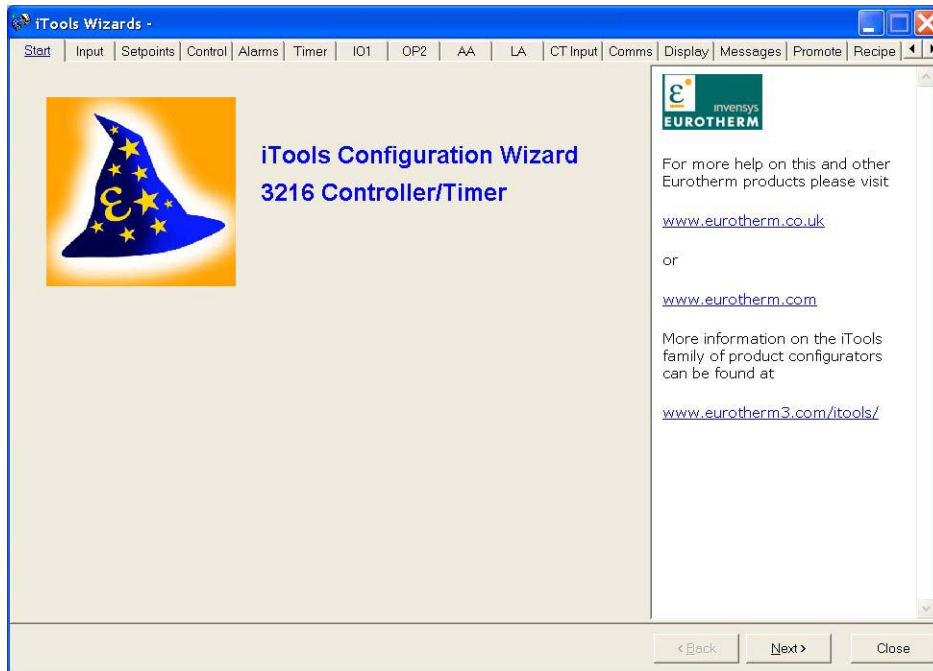 iTools Wizards -
Start Input Setpoints Control Alarms Timer IO1 OP2 AA LA CT Input Comms Display Messages Promote Recipe
ε
iTools Configuration Wizard
3216 Controller/Timer
ε
invensys
EUROTHERM
For more help on this and other
Eurotherm products please visit
www.eurotherm.co.uk
or
www.eurotherm.com
More information on the iTools
family of product configurators
can be found at
www.eurotherm3.com/itools/
< Back Next > Close